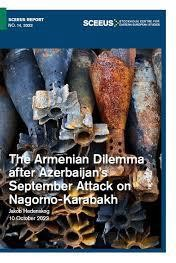 SCEEUS REPORT
NO. 14, 2023
SCEEUS
STOCKHOLM CENTRE FOR
EASTERN EUROPEAN STUDIES
The Armenian Dilemma
after Azerbaijan's
September Attack on
Nagorno-Karabakh
Jakob Hedenskog
10 October 2023